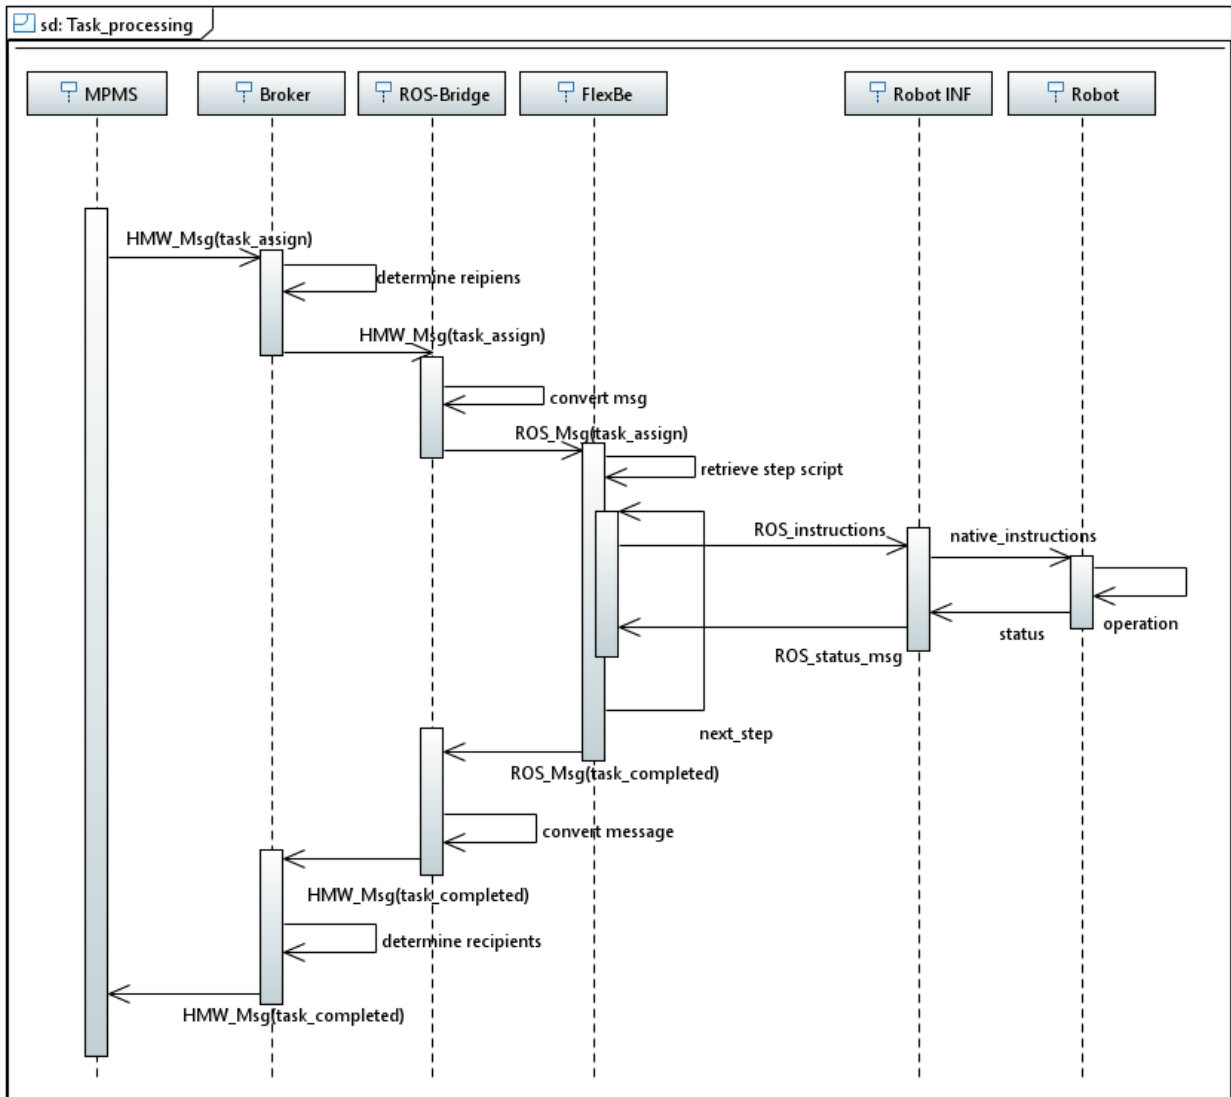 sd: Task_processing
MPMS
Broker
ROS-Bridge
FlexBe
Robot INF
Robot
HMW_Msg(task_assign)
determine reipiens
HMW_Msg(task_assign)
convert msg
ROS_Msg(task_assign)
retrieve step script
ROS_instructions
native_instructions
operation
status
ROS_status_msg
next_step
ROS_Msg(task_completed)
convert message
HMW_Msg(task_completed)
determine recipients
HMW_Msg(task_completed)